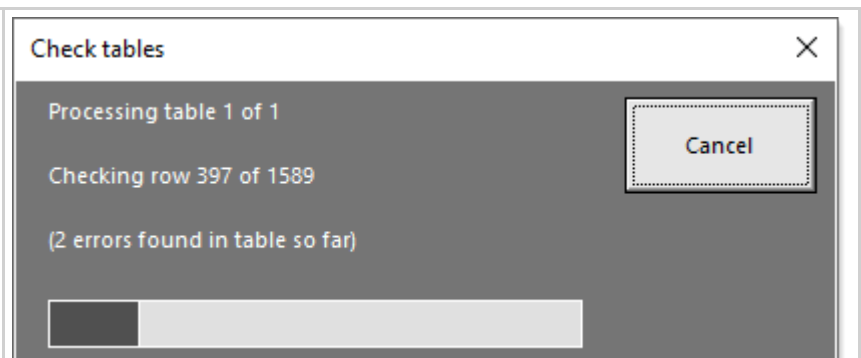 Check tables
Processing table 1 of 1
Cancel
Checking row 397 of 1589
(2 errors found in table so far)